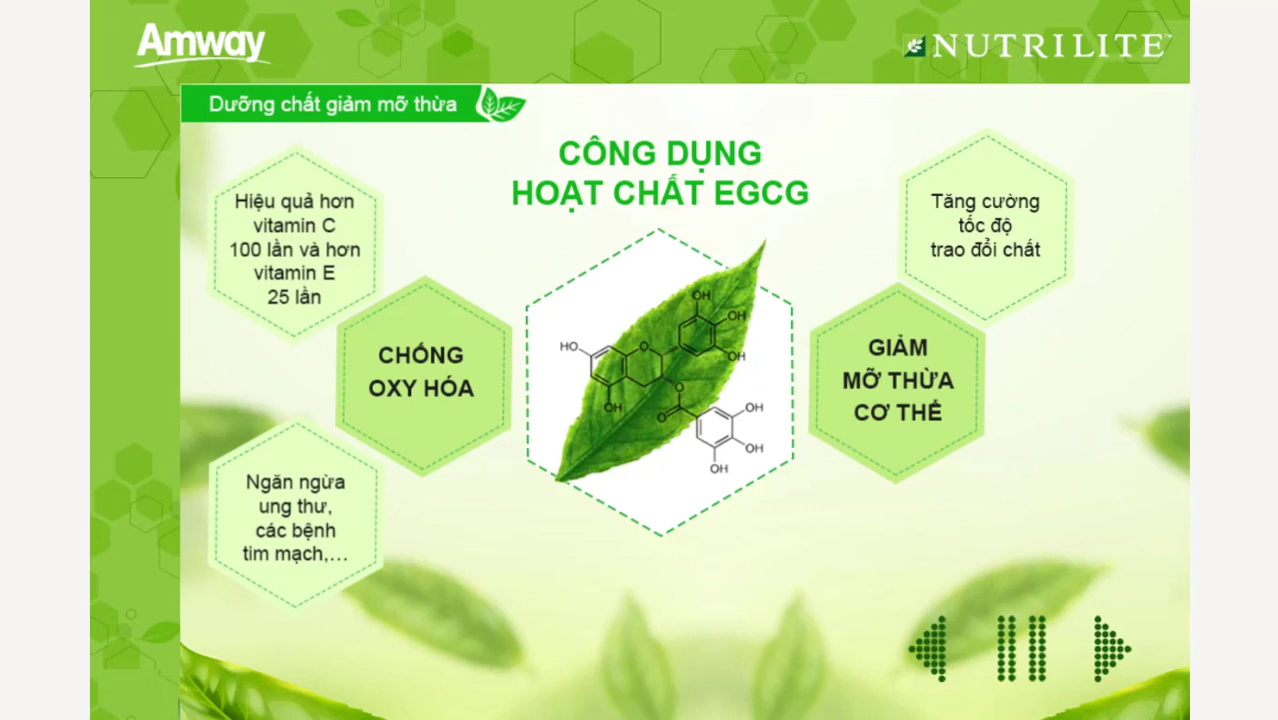 Amway
NUTRILITE™
Dưỡng chất giảm mỡ thừa
CÔNG DỤNG
HOẠT CHẤT EGCG
Hiệu quả hơn
vitamin C
100 lần và hơn
vitamin E
25 lần
CHỐNG
OXY HÓA
Ngăn ngừa
ung thư,
các bệnh
tim mạch,...
Tăng cường
tốc độ
trao đổi chất
GIẢM
MỠ THỪA
CƠ THỂ
OH
OH
HO
O
OH
O
OH
O
OH
OH
OH